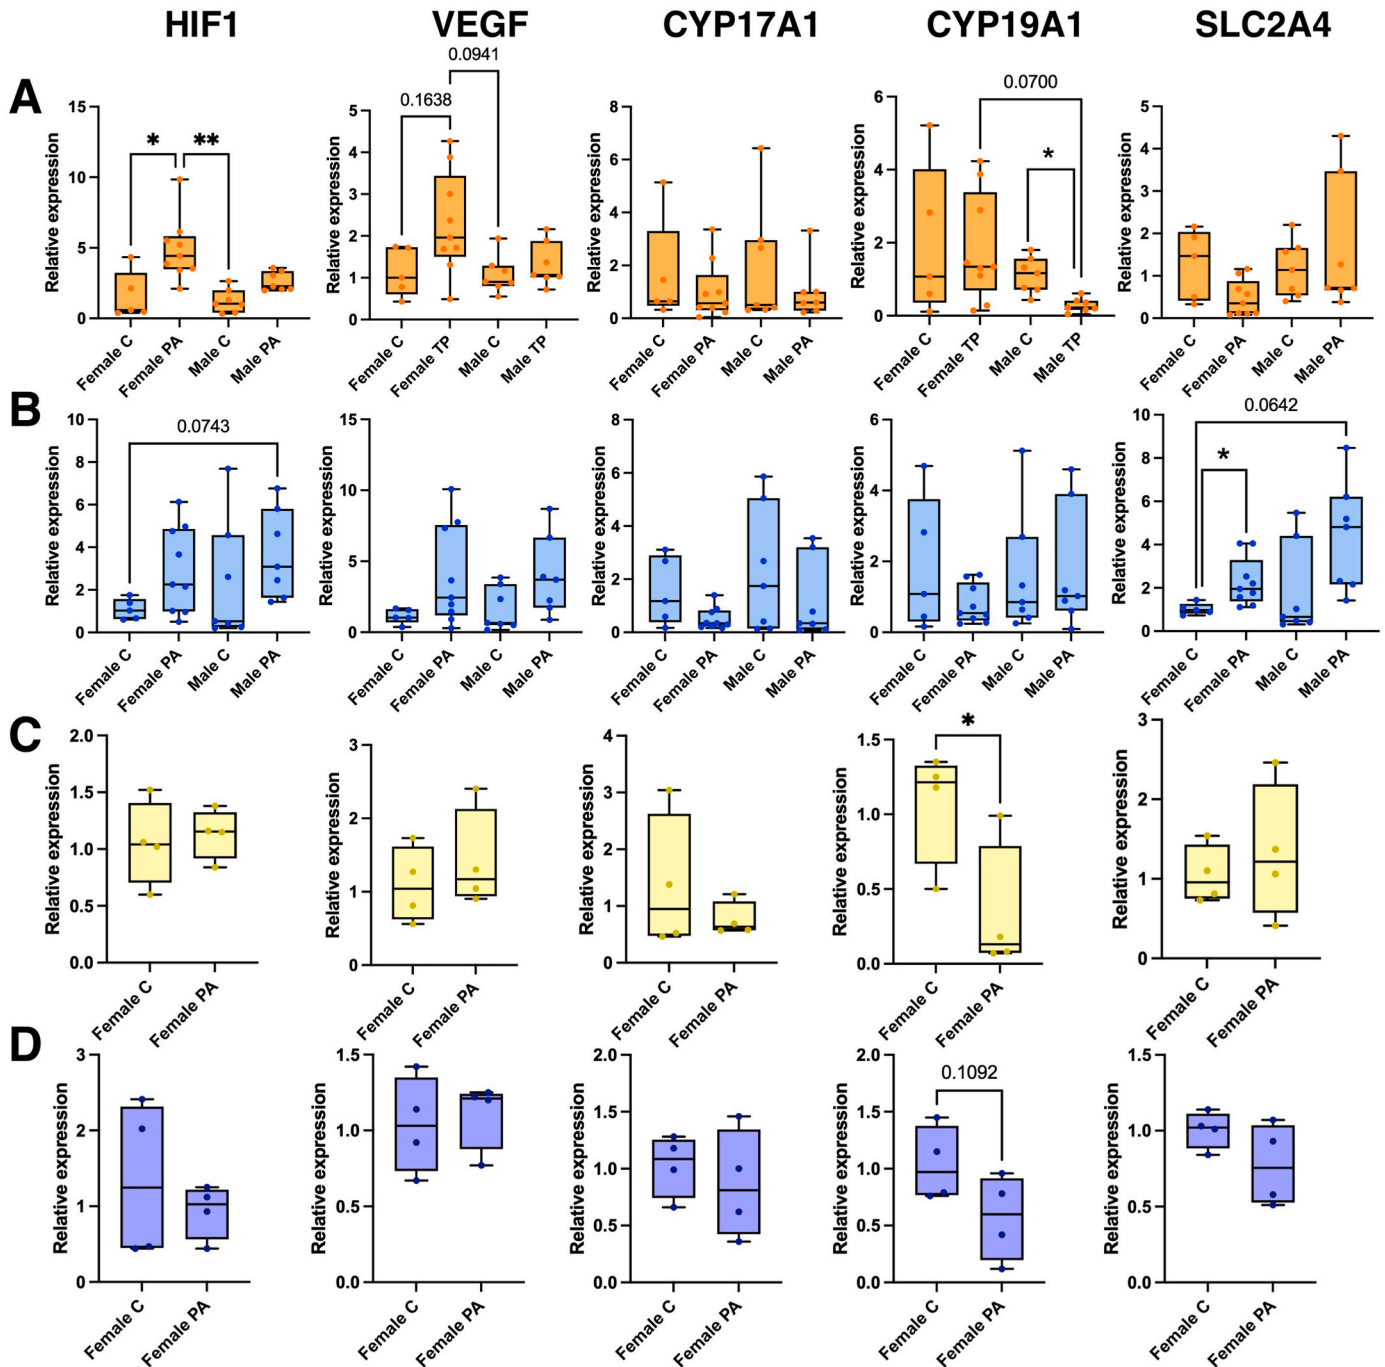 HIF1 VEGF CYP17A1 CYP19A1 SLC2A4
A
Relative expression
15
10
5
0
* **
Female C Female PA Male C Male PA
Relative expression
5
4
3
2
1
0
0.1638 0.0941
Female C Female TP Male C Male TP
Relative expression
8
6
4
2
0
Female C Female PA Male C Male PA
Relative expression
6
4
2
0
0.0700
*
Female C Female TP Male C Male TP
Relative expression
5
4
3
2
1
0
Female C Female PA Male C Male PA
B
Relative expression
10
8
6
4
2
0
0.0743
Female C Female PA Male C Male PA
Relative expression
15
10
5
0
Female C Female PA Male C Male PA
Relative expression
8
6
4
2
0
Female C Female PA Male C Male PA
Relative expression
6
4
2
0
Female C Female PA Male C Male PA
Relative expression
10
8
6
4
2
0
0.0642
*
Female C Female PA Male C Male PA
C
Relative expression
2.0
1.5
1.0
0.5
0.0
Female C Female PA
Relative expression
3
2
1
0
Female C Female PA
Relative expression
4
3
2
1
0
Female C Female PA
Relative expression
1.5
1.0
0.5
0.0
*
Female C Female PA
Relative expression
3
2
1
0
Female C Female PA
D
Relative expression
3
2
1
0
Female C Female PA
Relative expression
1.5
1.0
0.5
0.0
Female C Female PA
Relative expression
2.0
1.5
1.0
0.5
0.0
Female C Female PA
Relative expression
2.0
1.5
1.0
0.5
0.0
0.1092
Female C Female PA
Relative expression
1.5
1.0
0.5
0.0
Female C Female PA